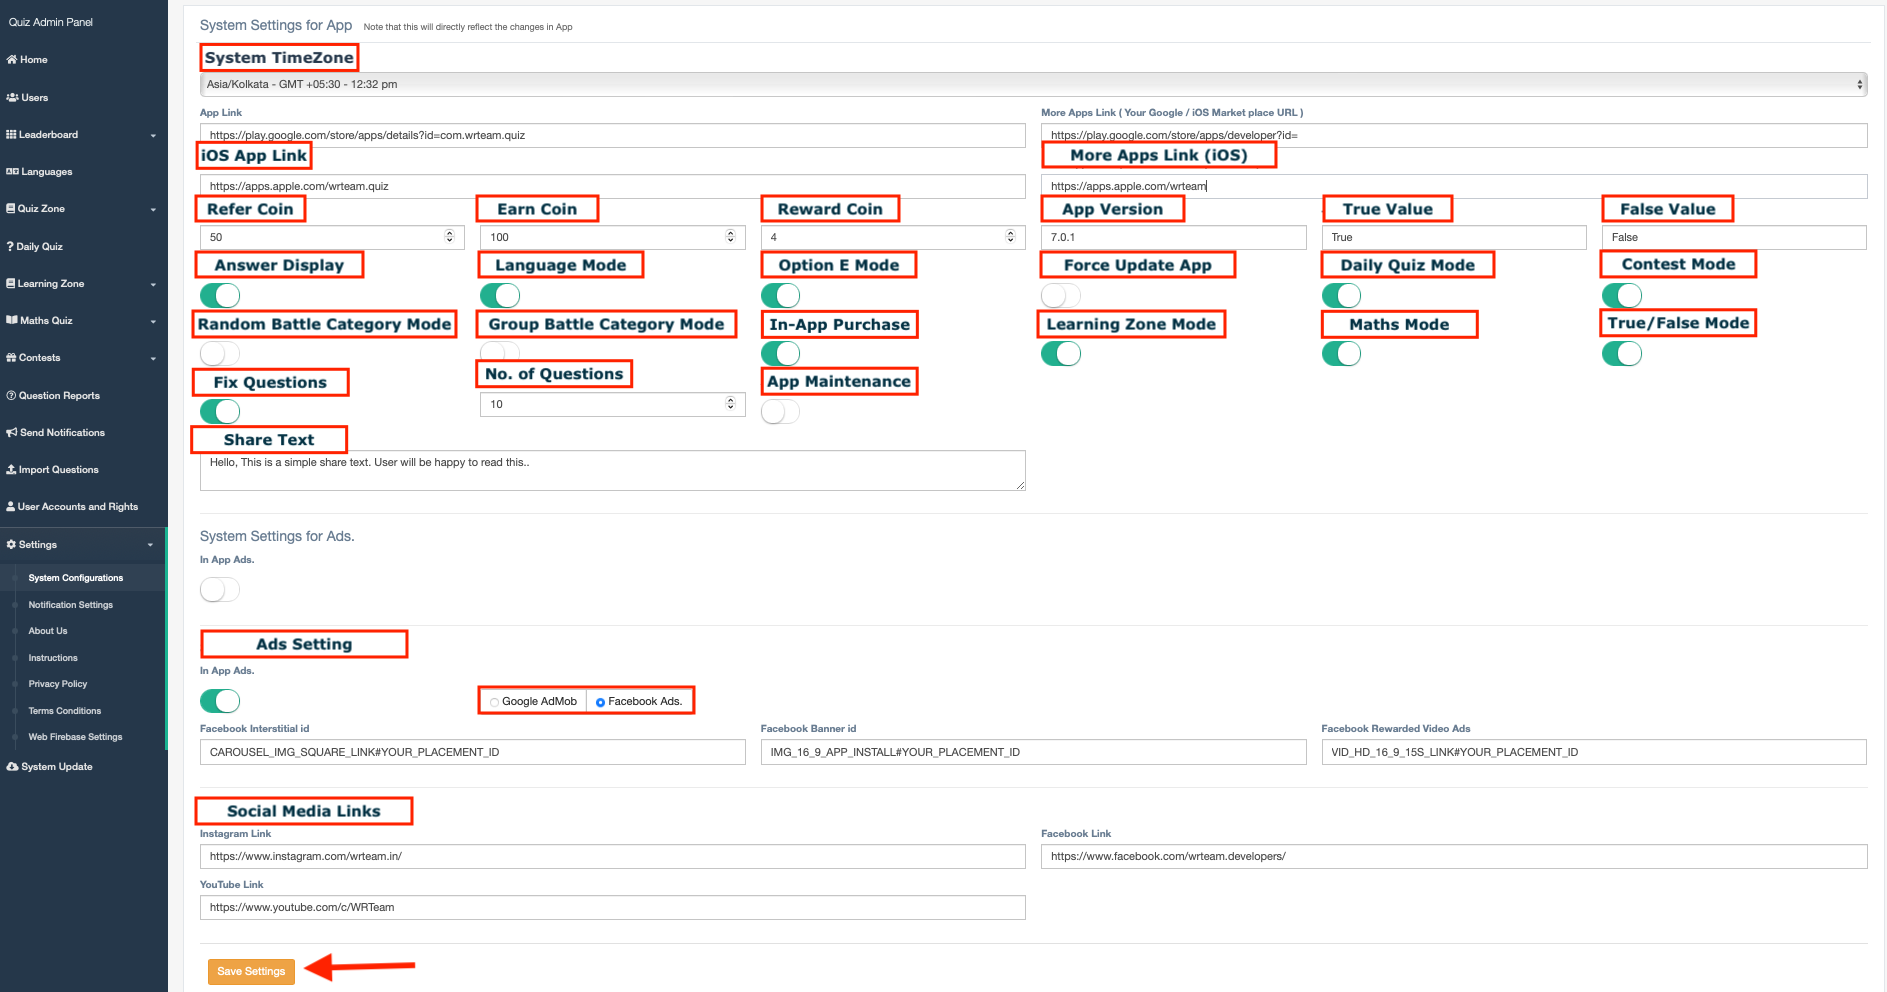 Quiz Admin Panel
Home
Users
Leaderboard
Languages
Quiz Zone
Daily Quiz
Learning Zone
Maths Quiz
Contests
Question Reports
Send Notifications
Import Questions
User Accounts and Rights
Settings
System Configurations
Notification Settings
About Us
Instructions
Privacy Policy
Terms Conditions
Web Firebase Settings
System Update
System Settings for App Note that this will directly reflect the changes in App
System TimeZone
Asia/Kolkata - GMT +05:30 - 12:32 pm
App Link More Apps Link ( Your Google / iOS Market place URL )
https://play.google.com/store/apps/details?id=com.wrteam.quiz https://play.google.com/store/apps/developer?id=
iOS App Link More Apps Link (iOS)
https://apps.apple.com/wrteam.quiz https://apps.apple.com/wrteam
Refer Coin Earn Coin Reward Coin App Version True Value False Value
50 100 4 7.0.1 True False
Answer Display Language Mode Option E Mode Force Update App Daily Quiz Mode Contest Mode
Random Battle Category Mode Group Battle Category Mode In-App Purchase Learning Zone Mode Maths Mode True/False Mode
Fix Questions No. of Questions App Maintenance
10
Share Text
Hello, This is a simple share text. User will be happy to read this..
System Settings for Ads.
In App Ads.
Ads Setting
In App Ads.
Google AdMob Facebook Ads.
Facebook Interstitial id Facebook Banner id Facebook Rewarded Video Ads
CAROUSEL_IMG_SQUARE_LINK#YOUR_PLACEMENT_ID IMG_16_9_APP_INSTALL#YOUR_PLACEMENT_ID VID_HD_16_9_15S_LINK#YOUR_PLACEMENT_ID
Social Media Links
Instagram Link Facebook Link
https://www.instagram.com/wrteam.in/ https://www.facebook.com/wrteam.developers/
YouTube Link
https://www.youtube.com/c/WRTeam
Save Settings